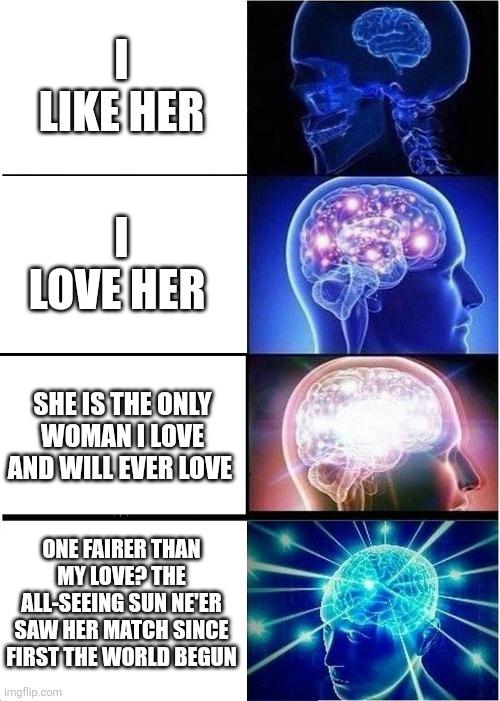 I
LIKE HER
I
LOVE HER
SHE IS THE ONLY
WOMAN I LOVE
AND WILL EVER LOVE
ONE FAIRER THAN
MY LOVE? THE
ALL-SEEING SUN NE'ER
SAW HER MATCH SINCE
FIRST THE WORLD BEGUN
imgflip.com